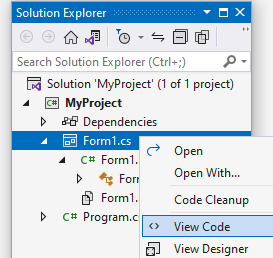 Solution Explorer
Search Solution Explorer (Ctrl+;)
Solution 'MyProject' (1 of 1 project)
MyProject
Dependencies
Form1.cs
Form1.
For
Form1.
Program.c
Open
Open With...
Code Cleanup
View Code
View Designer